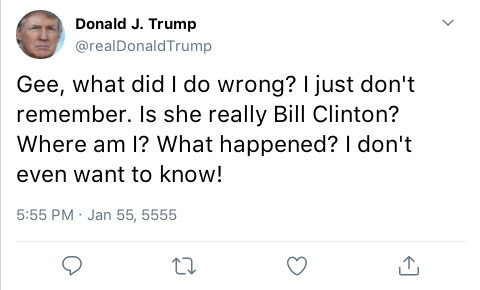 Donald J. Trump
@realDonaldTrump
Gee, what did I do wrong? I just don't
remember. Is she really Bill Clinton?
Where am I? What happened? I don't
even want to know!
5:55 PM · Jan 55, 5555